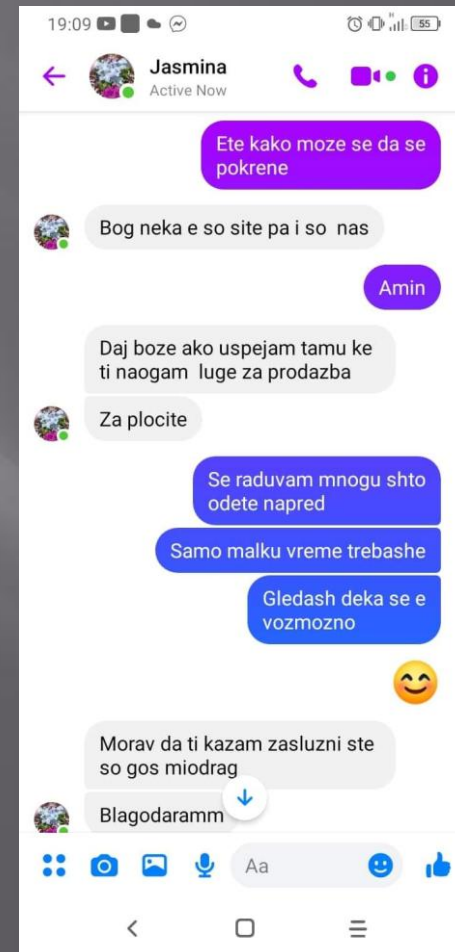 19:09
55
Jasmina
Active Now
Ete kako moze se da se
pokrene
Bog neka e so site pa i so nas
Amin
Daj boze ako uspejam tamu ke
ti naogam luge za prodazba
Za plocite
Se raduvam mnogu shto
odete napred
Samo malku vreme trebashe
Gledash deka se e
vozmozno
Morav da ti kazam zasluzni ste
so gos miodrag
Blagodaramm
Aa